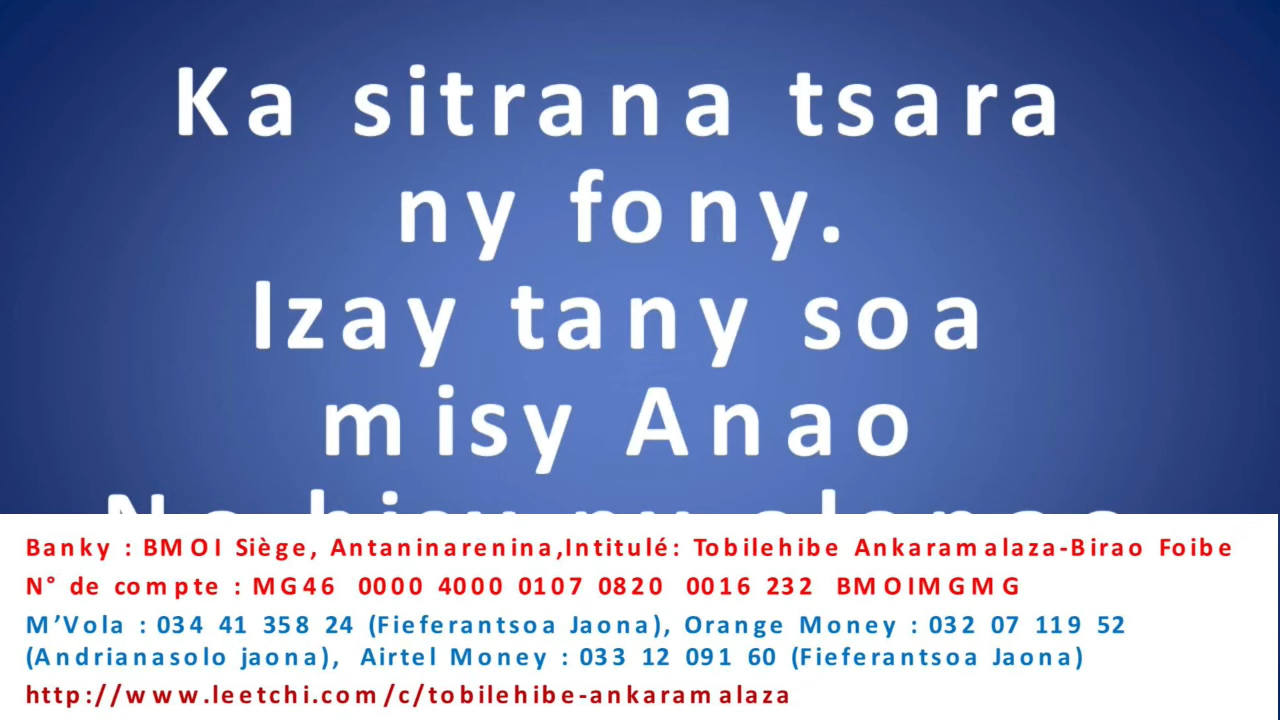 Ka sitrana tsara
ny fony.
Izay tany soa
misy Anao
Banky : BMOI Siège, Antaninarenina,Intitulé: Tobilehibe Ankaramalaza-Birao Foibe
N° de compte : MG46 0000 4000 0107 0820 0016 232 BMOIMGMG
M’Vola : 034 41 358 24 (Fieferantsoa Jaona), Orange Money : 032 07 119 52
(Andrianasolo jaona), Airtel Money : 033 12 091 60 (Fieferantsoa Jaona)
http://www.leetchi.com/c/tobilehibe-ankaramalaza